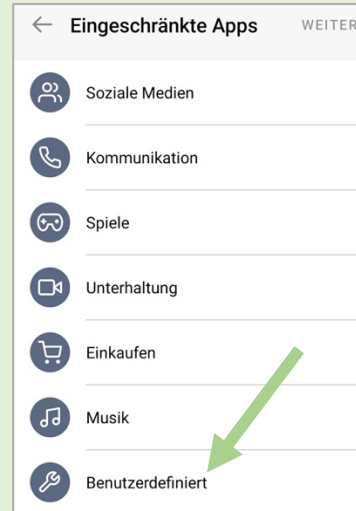 Eingeschränkte Apps WEITER
Soziale Medien
Kommunikation
Spiele
Unterhaltung
Einkaufen
Musik
Benutzerdefiniert